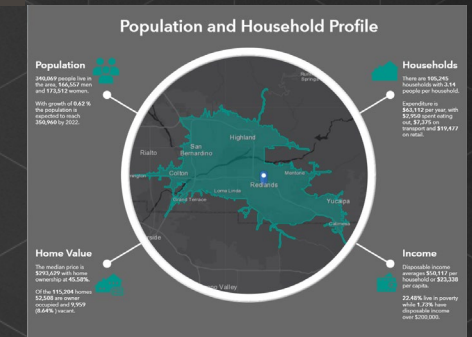 Population and Household Profile
Population
340,069 people live in
the area, 166,557 men
and 173,512 women.
With growth of 0.62 %
the population is
expected to reach
350,960 by 2022.
Households
There are 105,245
households with 3.14
people per household.
Expenditure is
$63,112 per year, with
$2,958 spent eating
out, $7,375 on
transport and $19,477
on retail.
Highland
San
Bernardino
Rialto
Colton
Loma Linda
Grand Terrace
Redlands
Mentone
Yucaipa
Calimesa
Home Value
The median price is
$293,629 with home
ownership at 45.58%.
Of the 115,204 homes
52,508 are owner
occupied and 9,959
(8.64% ) vacant.
Income
Disposable income
averages $50,117 per
household or $23,338
per capita.
22.48% live in poverty
while 1.73% have
disposable income
over $200,000.